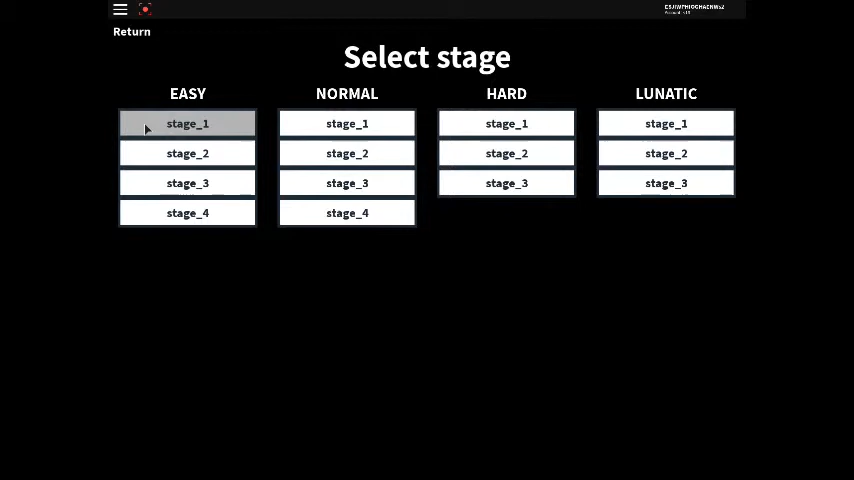 Return
Select stage
EASY NORMAL HARD LUNATIC
stage_1 stage_1 stage_1 stage_1
stage_2 stage_2 stage_2 stage_2
stage_3 stage_3 stage_3 stage_3
stage_4 stage_4